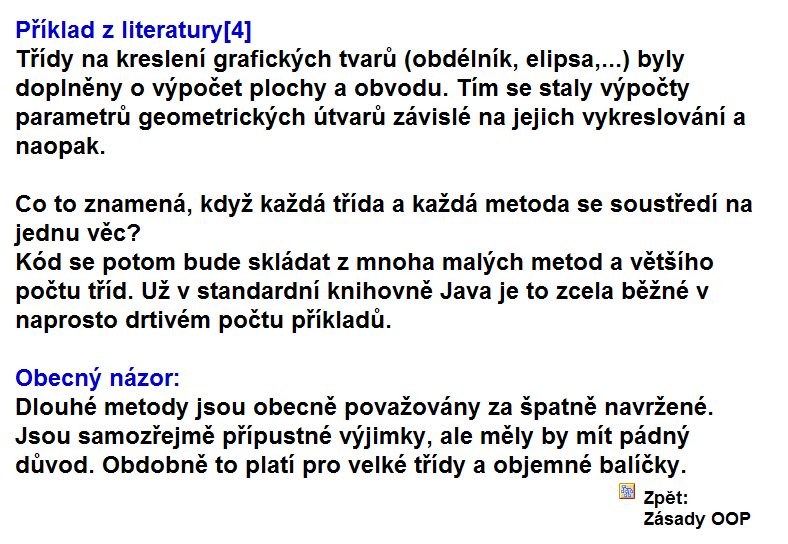 Příklad z literatury[4]
Třídy na kreslení grafických tvarů (obdélník, elipsa,...) byly
doplněny o výpočet plochy a obvodu. Tím se staly výpočty
parametrů geometrických útvarů závislé na jejich vykreslování a
naopak.
Co to znamená, když každá třída a každá metoda se soustředí na
jednu věc?
Kód se potom bude skládat z mnoha malých metod a většího
počtu tříd. Už v standardní knihovně Java je to zcela běžné v
naprosto drtivém počtu příkladů.
Obecný názor:
Dlouhé metody jsou obecně považovány za špatně navržené.
Jsou samozřejmě přípustné výjimky, ale měly by mít pádný
důvod. Obdobně to platí pro velké třídy a objemné balíčky.
Zpět:
Zásady OOP